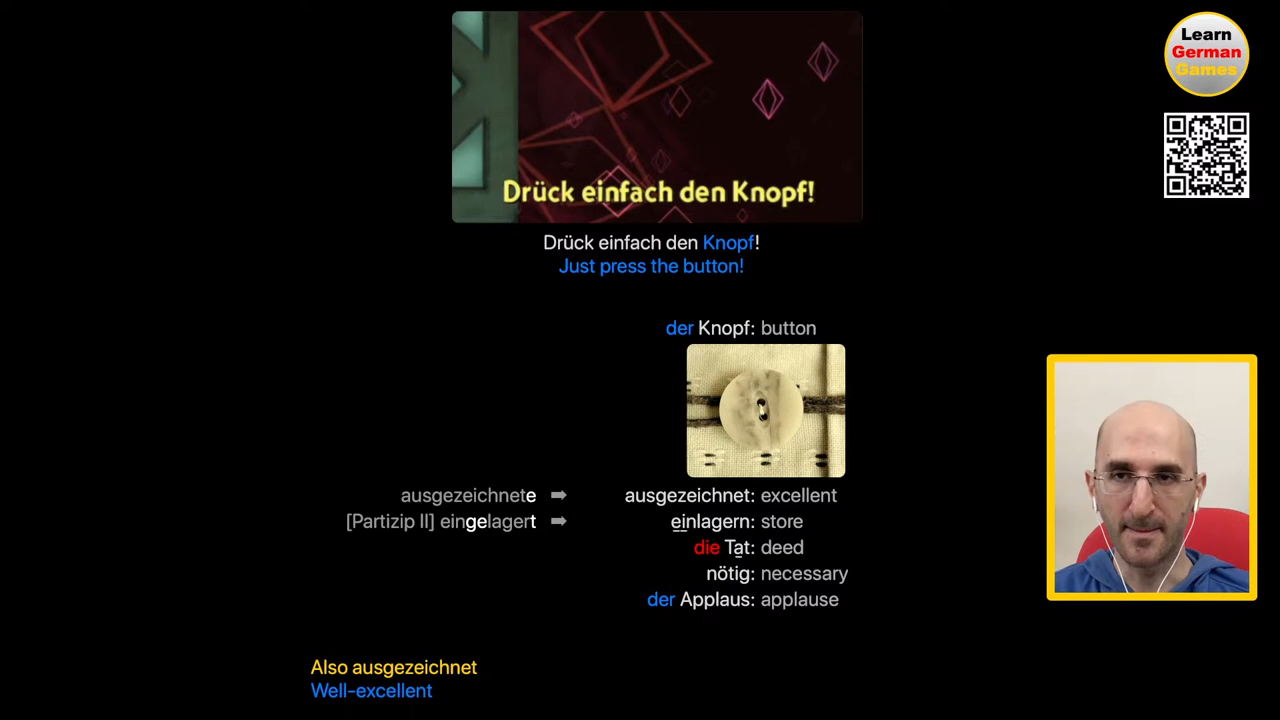 Learn
German
Games
Drück einfach den Knopf!
Drück einfach den Knopf!
Just press the button!
der Knopf: button
ausgezeichnete ➡ ausgezeichnet: excellent
[Partizip II] eingelagert ➡ einlagern: store
die Tat: deed
nötig: necessary
der Applaus: applause
Also ausgezeichnet
Well-excellent